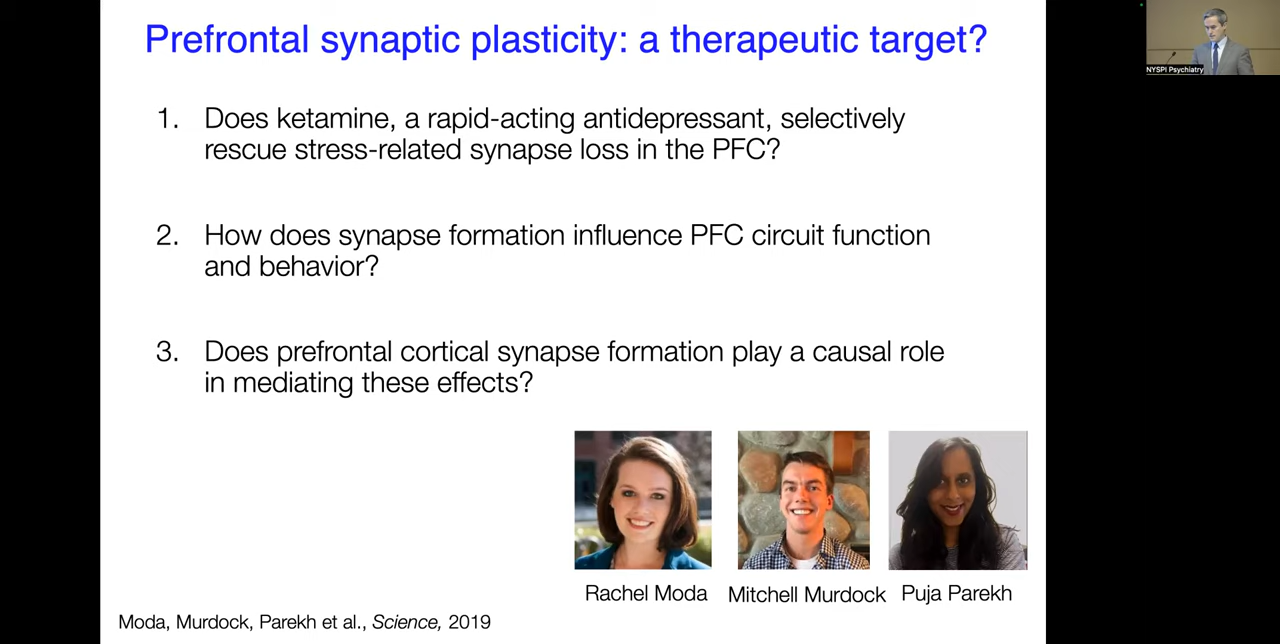 Prefrontal synaptic plasticity: a therapeutic target?
NYSPI Psychiatry
1. Does ketamine, a rapid-acting antidepressant, selectively
rescue stress-related synapse loss in the PFC?
2. How does synapse formation influence PFC circuit function
and behavior?
3. Does prefrontal cortical synapse formation play a causal role
in mediating these effects?
Rachel Moda
Mitchell Murdock
Puja Parekh
Moda, Murdock, Parekh et al., Science, 2019